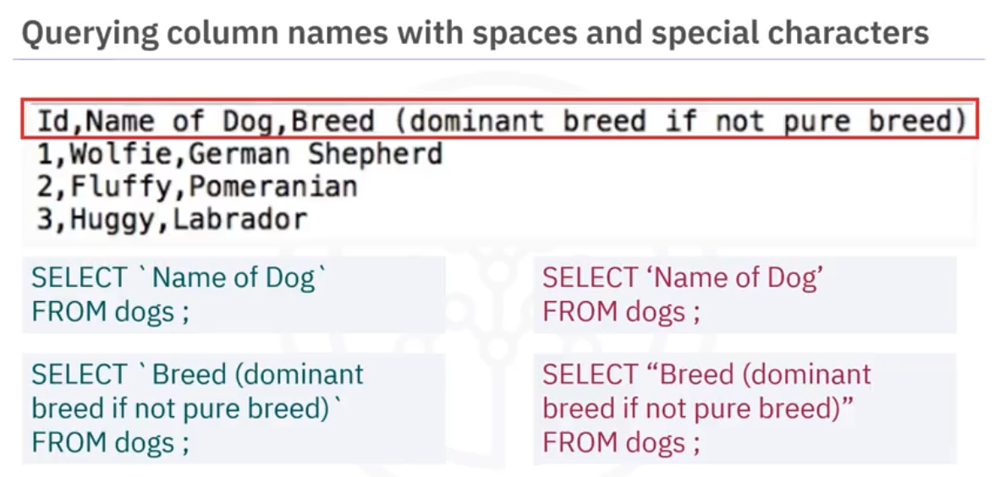 Querying column names with spaces and special characters
Id,Name of Dog,Breed (dominant breed if not pure breed)
1,Wolfie,German Shepherd
2,Fluffy,Pomeranian
3,Huggy,Labrador
SELECT `Name of Dog`
FROM dogs ;
SELECT ‘Name of Dog’
FROM dogs ;
SELECT `Breed (dominant
breed if not pure breed)`
FROM dogs ;
SELECT “Breed (dominant
breed if not pure breed)”
FROM dogs ;